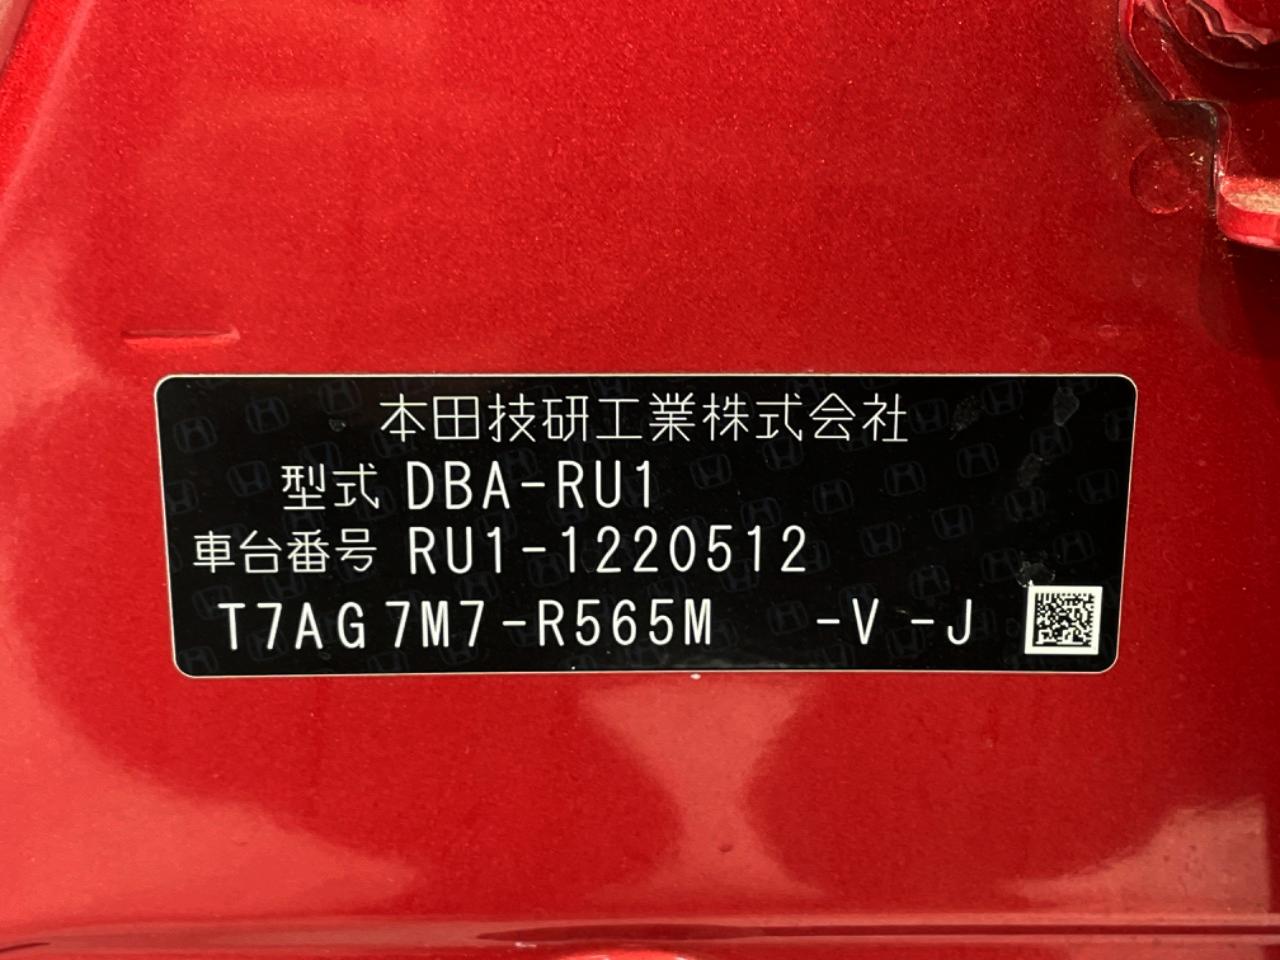 本田技研工業株式会社
型式 DBA-RU1
車台番号 RU1-1220512
T7AG7M7-R565M -V -J